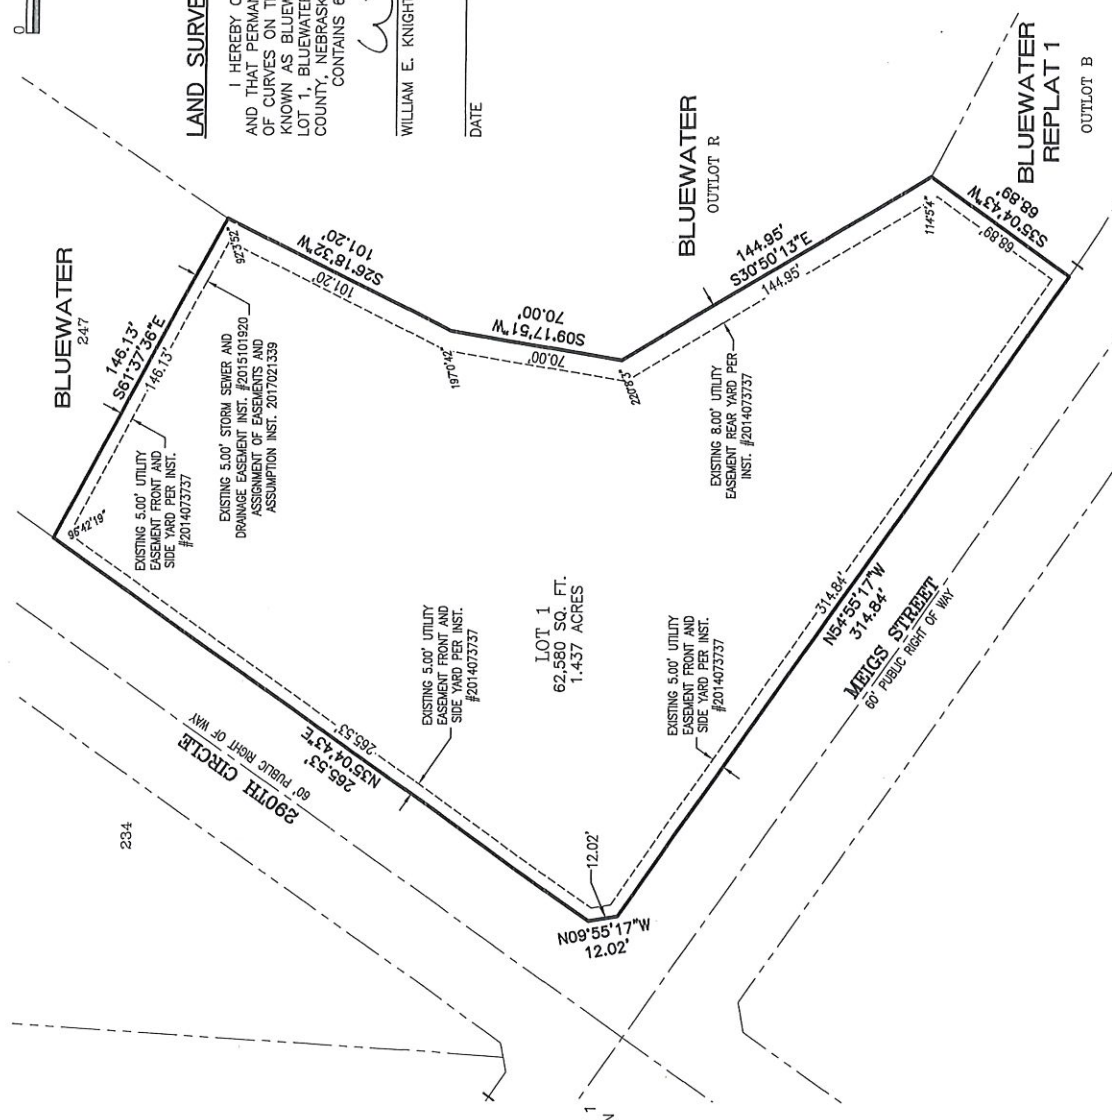 0
LAND SURVE
I HEREBY C
AND THAT PERMAN
OF CURVES ON T
KNOWN AS BLUEW
LOT 1, BLUEWATER
COUNTY, NEBRASK
CONTAINS 6
WILLIAM E. KNIGHT
DATE
BLUEWATER
247
146.13'
S61°37'36"E
146.13'
92°3'52"
96°42'19"
EXISTING 5.00' UTILITY
EASEMENT FRONT AND
SIDE YARD PER INST.
#2014073737
EXISTING 5.00' STORM SEWER AND
DRAINAGE EASEMENT INST. #2015101920
ASSIGNMENT OF EASEMENTS AND
ASSUMPTION INST. 2017021339
S26°18'32"W
101.20'
101.20'
197°0'42"
S09°17'51"W
70.00'
70.00'
220°8'3"
BLUEWATER
OUTLOT R
144.95'
S30°50'13"E
144.95'
EXISTING 8.00' UTILITY
EASEMENT REAR YARD PER
INST. #2014073737
114°5'4"
S35°04'43"W
68.89'
68.89'
BLUEWATER
REPLAT 1
OUTLOT B
234
290TH CIRCLE
60' PUBLIC RIGHT OF WAY
N35°04'43"E
265.53'
265.53'
EXISTING 5.00' UTILITY
EASEMENT FRONT AND
SIDE YARD PER INST.
#2014073737
LOT 1
62,580 SQ. FT.
1.437 ACRES
EXISTING 5.00' UTILITY
EASEMENT FRONT AND
SIDE YARD PER INST.
#2014073737
314.84'
N54°55'17"W
314.84'
MEIGS STREET
60' PUBLIC RIGHT OF WAY
12.02'
N09°55'17"W
12.02'
1
N